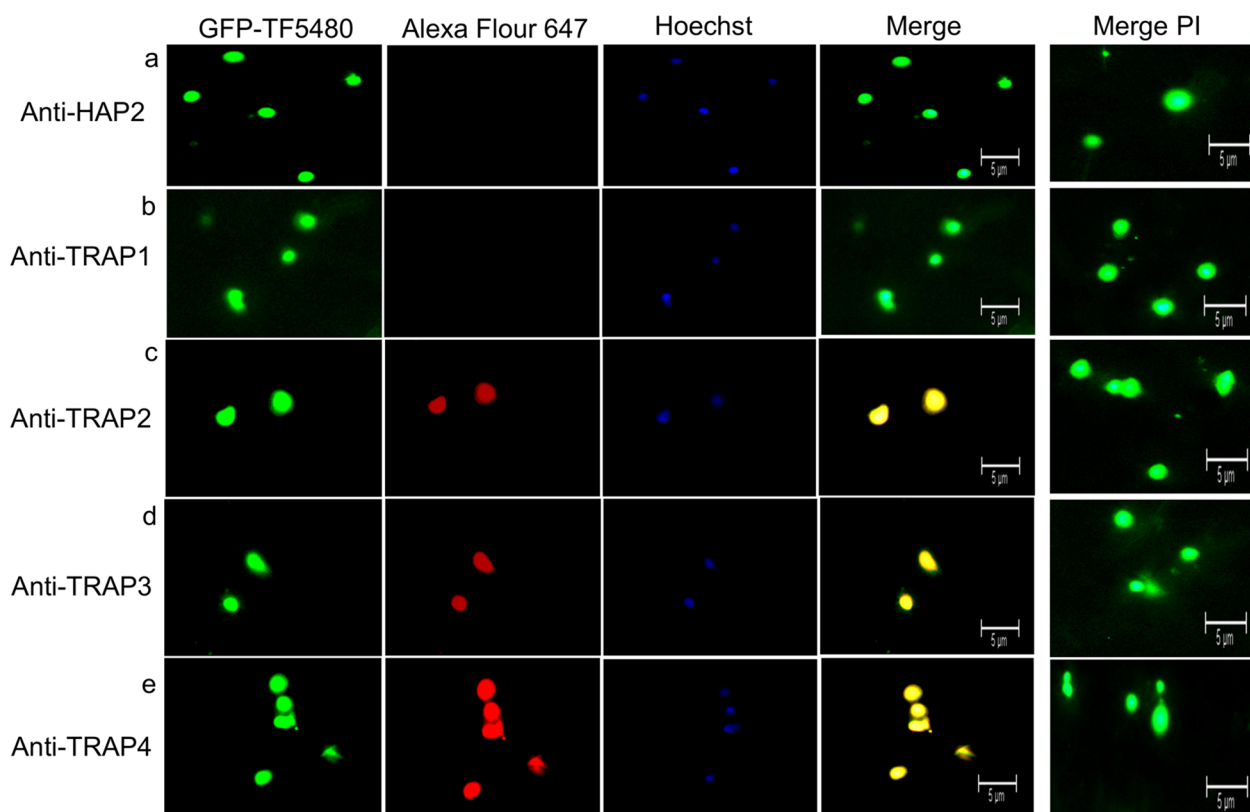 GFP-TF5480 Alexa Flour 647 Hoechst Merge Merge PI
a
Anti-HAP2
5 µm 5 µm
b
Anti-TRAP1
5 µm 5 µm
c
Anti-TRAP2
5 µm 5 µm
d
Anti-TRAP3
5 µm 5 µm
e
Anti-TRAP4
5 µm 5 µm